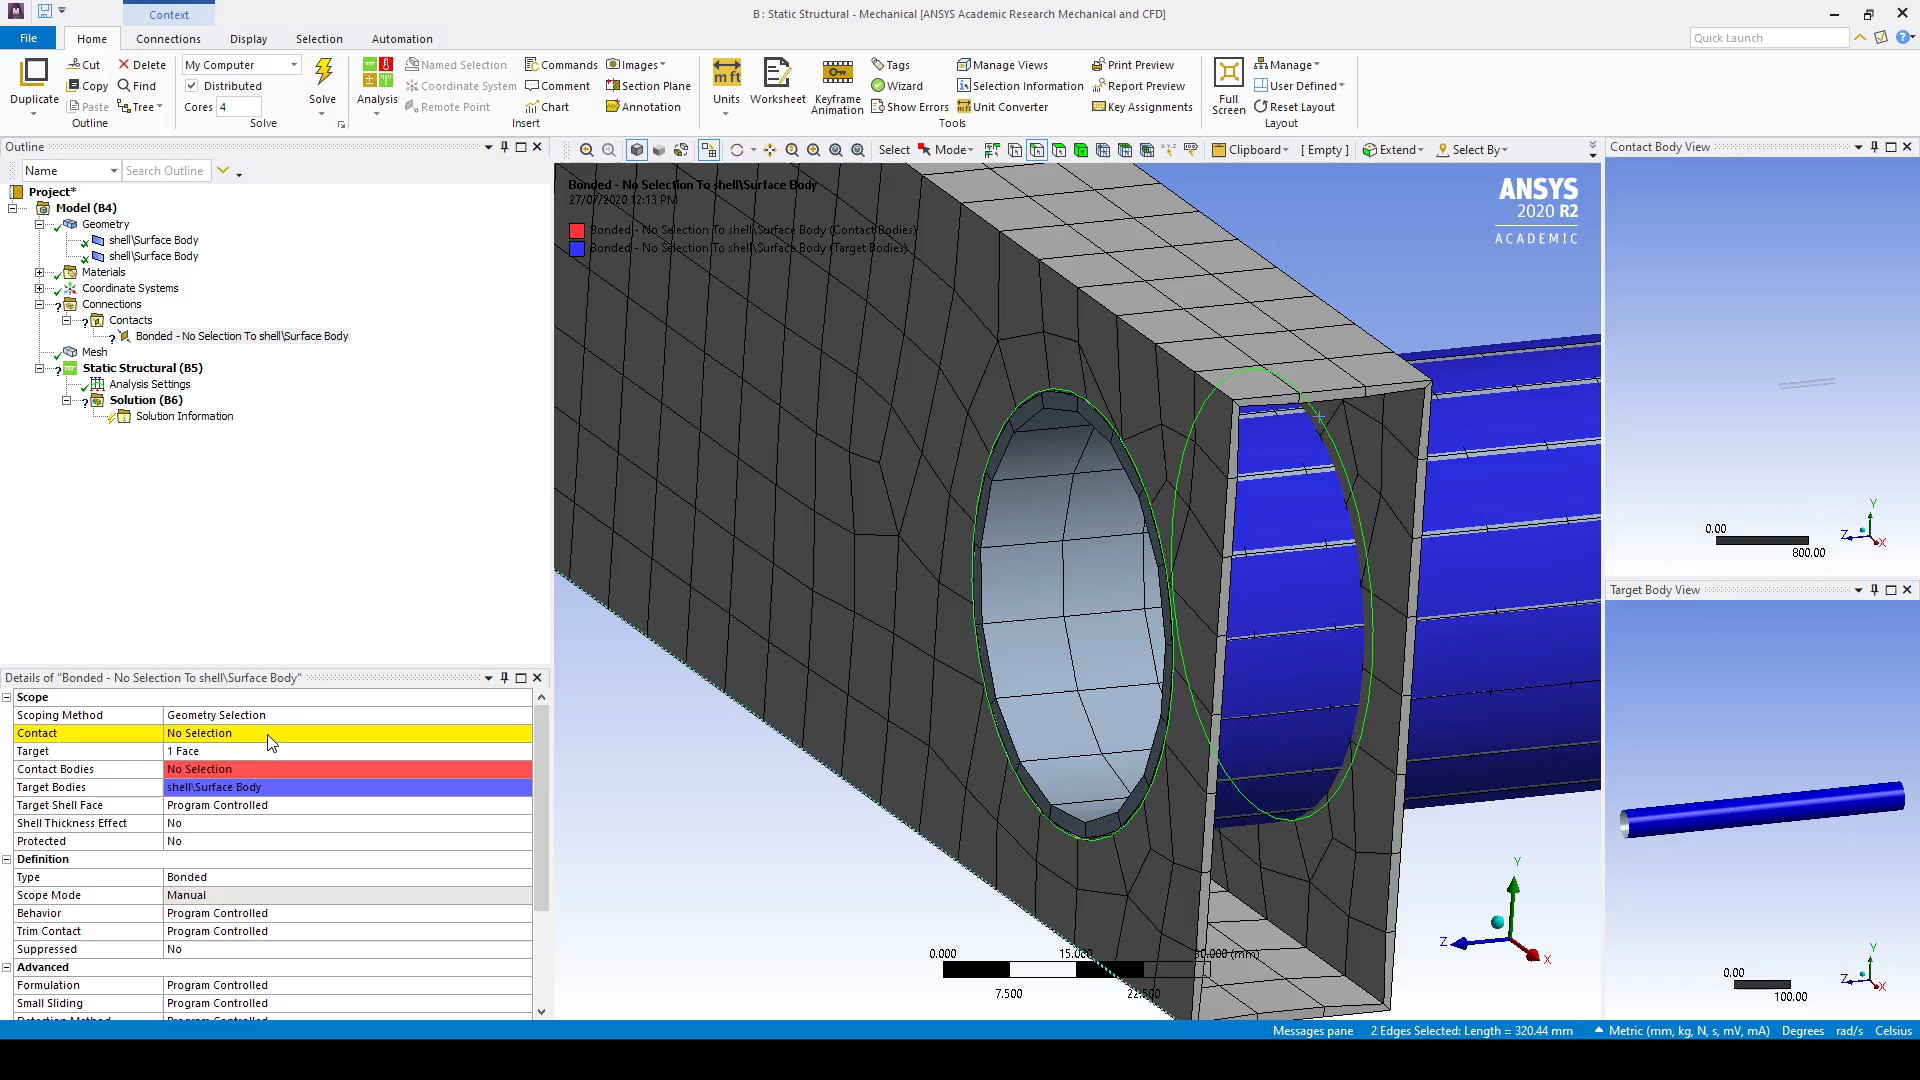 Context
B : Static Structural - Mechanical [ANSYS Academic Research Mechanical and CFD]
File
Home
Connections
Display
Selection
Automation
Quick Launch
Duplicate
Cut
Delete
Copy
Find
Paste
Tree
Outline
My Computer
Distributed
Cores 4
Solve
Solve
Analysis
Named Selection
Coordinate System
Remote Point
Commands
Comment
Chart
Images
Section Plane
Annotation
Insert
Units
Worksheet
Keyframe
Animation
Tags
Wizard
Show Errors
Manage Views
Selection Information
Unit Converter
Print Preview
Report Preview
Key Assignments
Tools
Full
Screen
Manage
User Defined
Reset Layout
Layout
Outline
Name
Search Outline
Project*
Model (B4)
Geometry
shell\Surface Body
shell\Surface Body
Materials
Coordinate Systems
Connections
Contacts
Bonded - No Selection To shell\Surface Body
Mesh
Static Structural (B5)
Analysis Settings
Solution (B6)
Solution Information
Select
Mode
Clipboard
[ Empty ]
Extend
Select By
Bonded - No Selection To shell\Surface Body
27/07/2020 12:13 PM
Bonded - No Selection To shell\Surface Body (Contact Bodies)
Bonded - No Selection To shell\Surface Body (Target Bodies)
ANSYS
2020 R2
ACADEMIC
0.000
15.000
30.000 (mm)
7.500
22.500
Y
Z
X
Contact Body View
0.00
800.00
Y
Z
X
Target Body View
0.00
100.00
Y
Z
X
Details of "Bonded - No Selection To shell\Surface Body"
Scope
Scoping Method Geometry Selection
Contact No Selection
Target 1 Face
Contact Bodies No Selection
Target Bodies shell\Surface Body
Target Shell Face Program Controlled
Shell Thickness Effect No
Protected No
Definition
Type Bonded
Scope Mode Manual
Behavior Program Controlled
Trim Contact Program Controlled
Suppressed No
Advanced
Formulation Program Controlled
Small Sliding Program Controlled
Detection Method Program Controlled
Messages pane
2 Edges Selected: Length = 320.44 mm
Metric (mm, kg, N, s, mV, mA)
Degrees
rad/s
Celsius